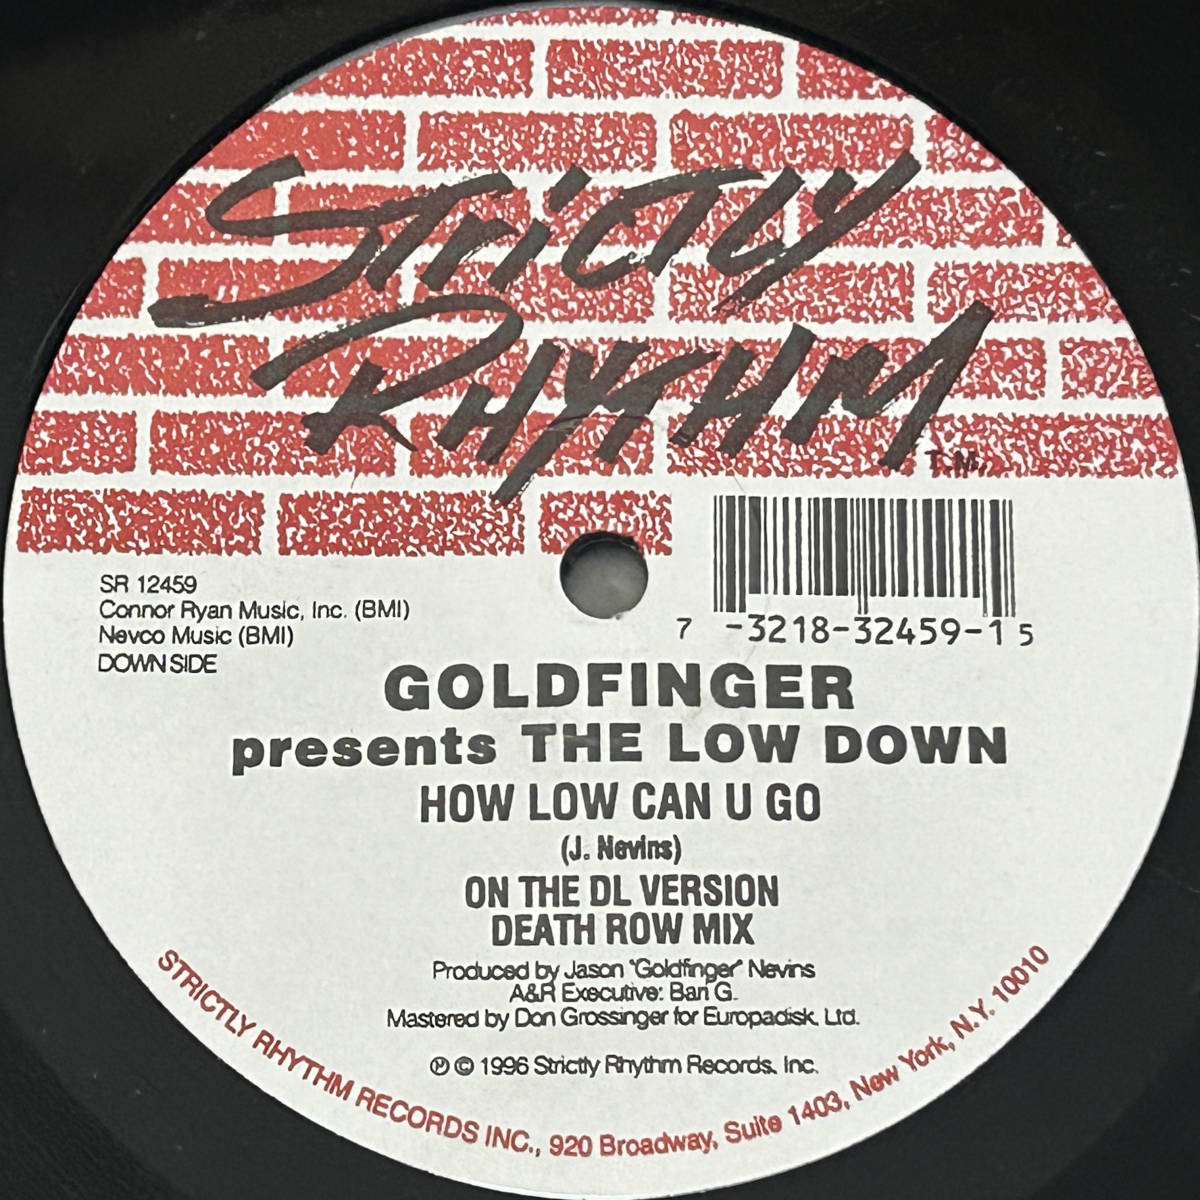 Strictly
Rhythm
T.M.
SR 12459
Connor Ryan Music, Inc. (BMI)
Nevco Music (BMI)
DOWN SIDE
7 -3218-32459-1 5
GOLDFINGER
presents THE LOW DOWN
HOW LOW CAN U GO
(J. Nevins)
ON THE DL VERSION
DEATH ROW MIX
Produced by Jason "Goldfinger" Nevins
A&R Executive: Bari G.
Mastered by Don Grossinger for Europadisk, Ltd.
Ⓟ © 1996 Strictly Rhythm Records, Inc.
STRICTLY RHYTHM RECORDS INC., 920 Broadway, Suite 1403, New York, N.Y. 10010